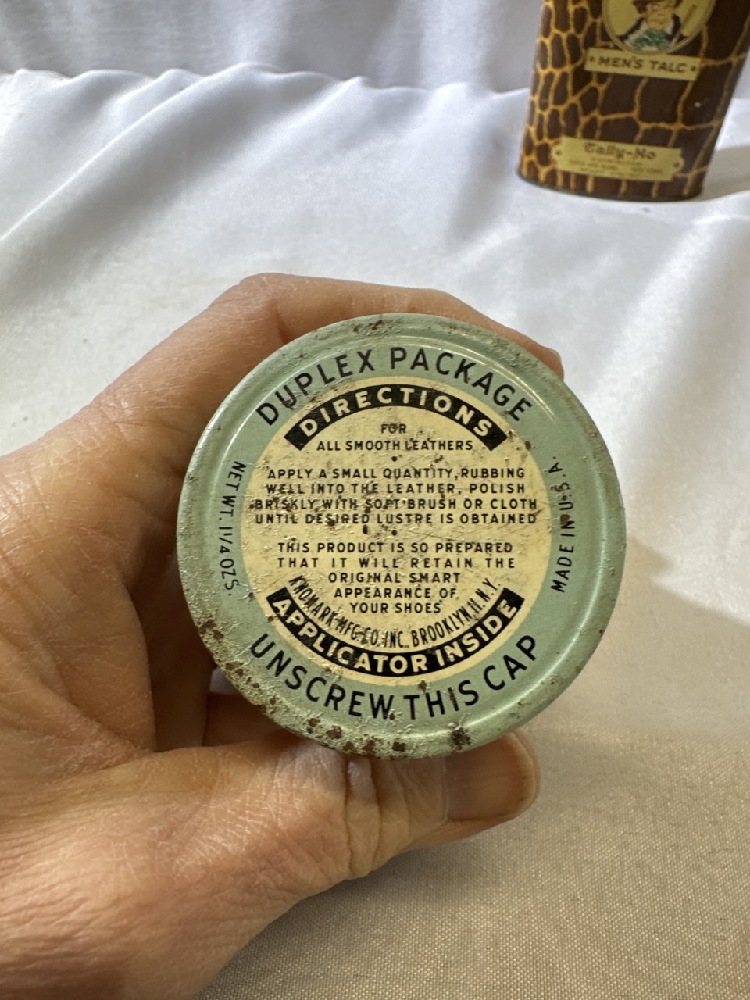 MEN'S TALC
Tally-Ho
DUPLEX PACKAGE
DIRECTIONS
FOR
ALL SMOOTH LEATHERS
APPLY A SMALL QUANTITY, RUBBING
WELL INTO THE LEATHER, POLISH
BRISKLY WITH SOFT BRUSH OR CLOTH
UNTIL DESIRED LUSTRE IS OBTAINED
THIS PRODUCT IS SO PREPARED
THAT IT WILL RETAIN THE
ORIGINAL SMART
APPEARANCE OF
YOUR SHOES
KNOMARK MFG. CO. INC. BROOKLYN, 11, N.Y.
APPLICATOR INSIDE
UNSCREW THIS CAP
NET WT. 1 1/4 OZS
MADE IN U.S.A.